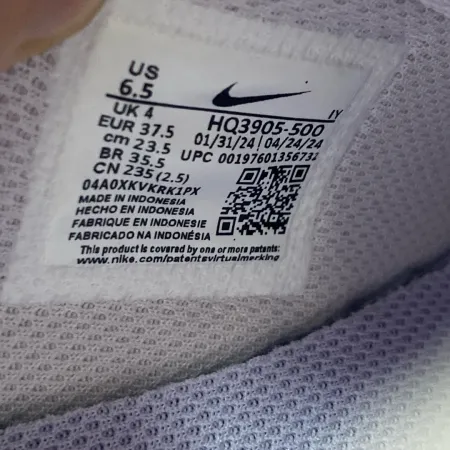 US
6.5
UK 4
EUR 37.5
cm 23.5
BR 35.5
CN 235 (2.5)
IY
HQ3905-500
01/31/24 | 04/24/24
UPC 00197601356731
04A0XKVKRK1PX
MADE IN INDONESIA
HECHO EN INDONESIA
FABRIQUE EN INDONESIE
FABRICADO NA INDONÉSIA
This product is covered by one or more patents:
www.nike.com/patentsvirtualmarking